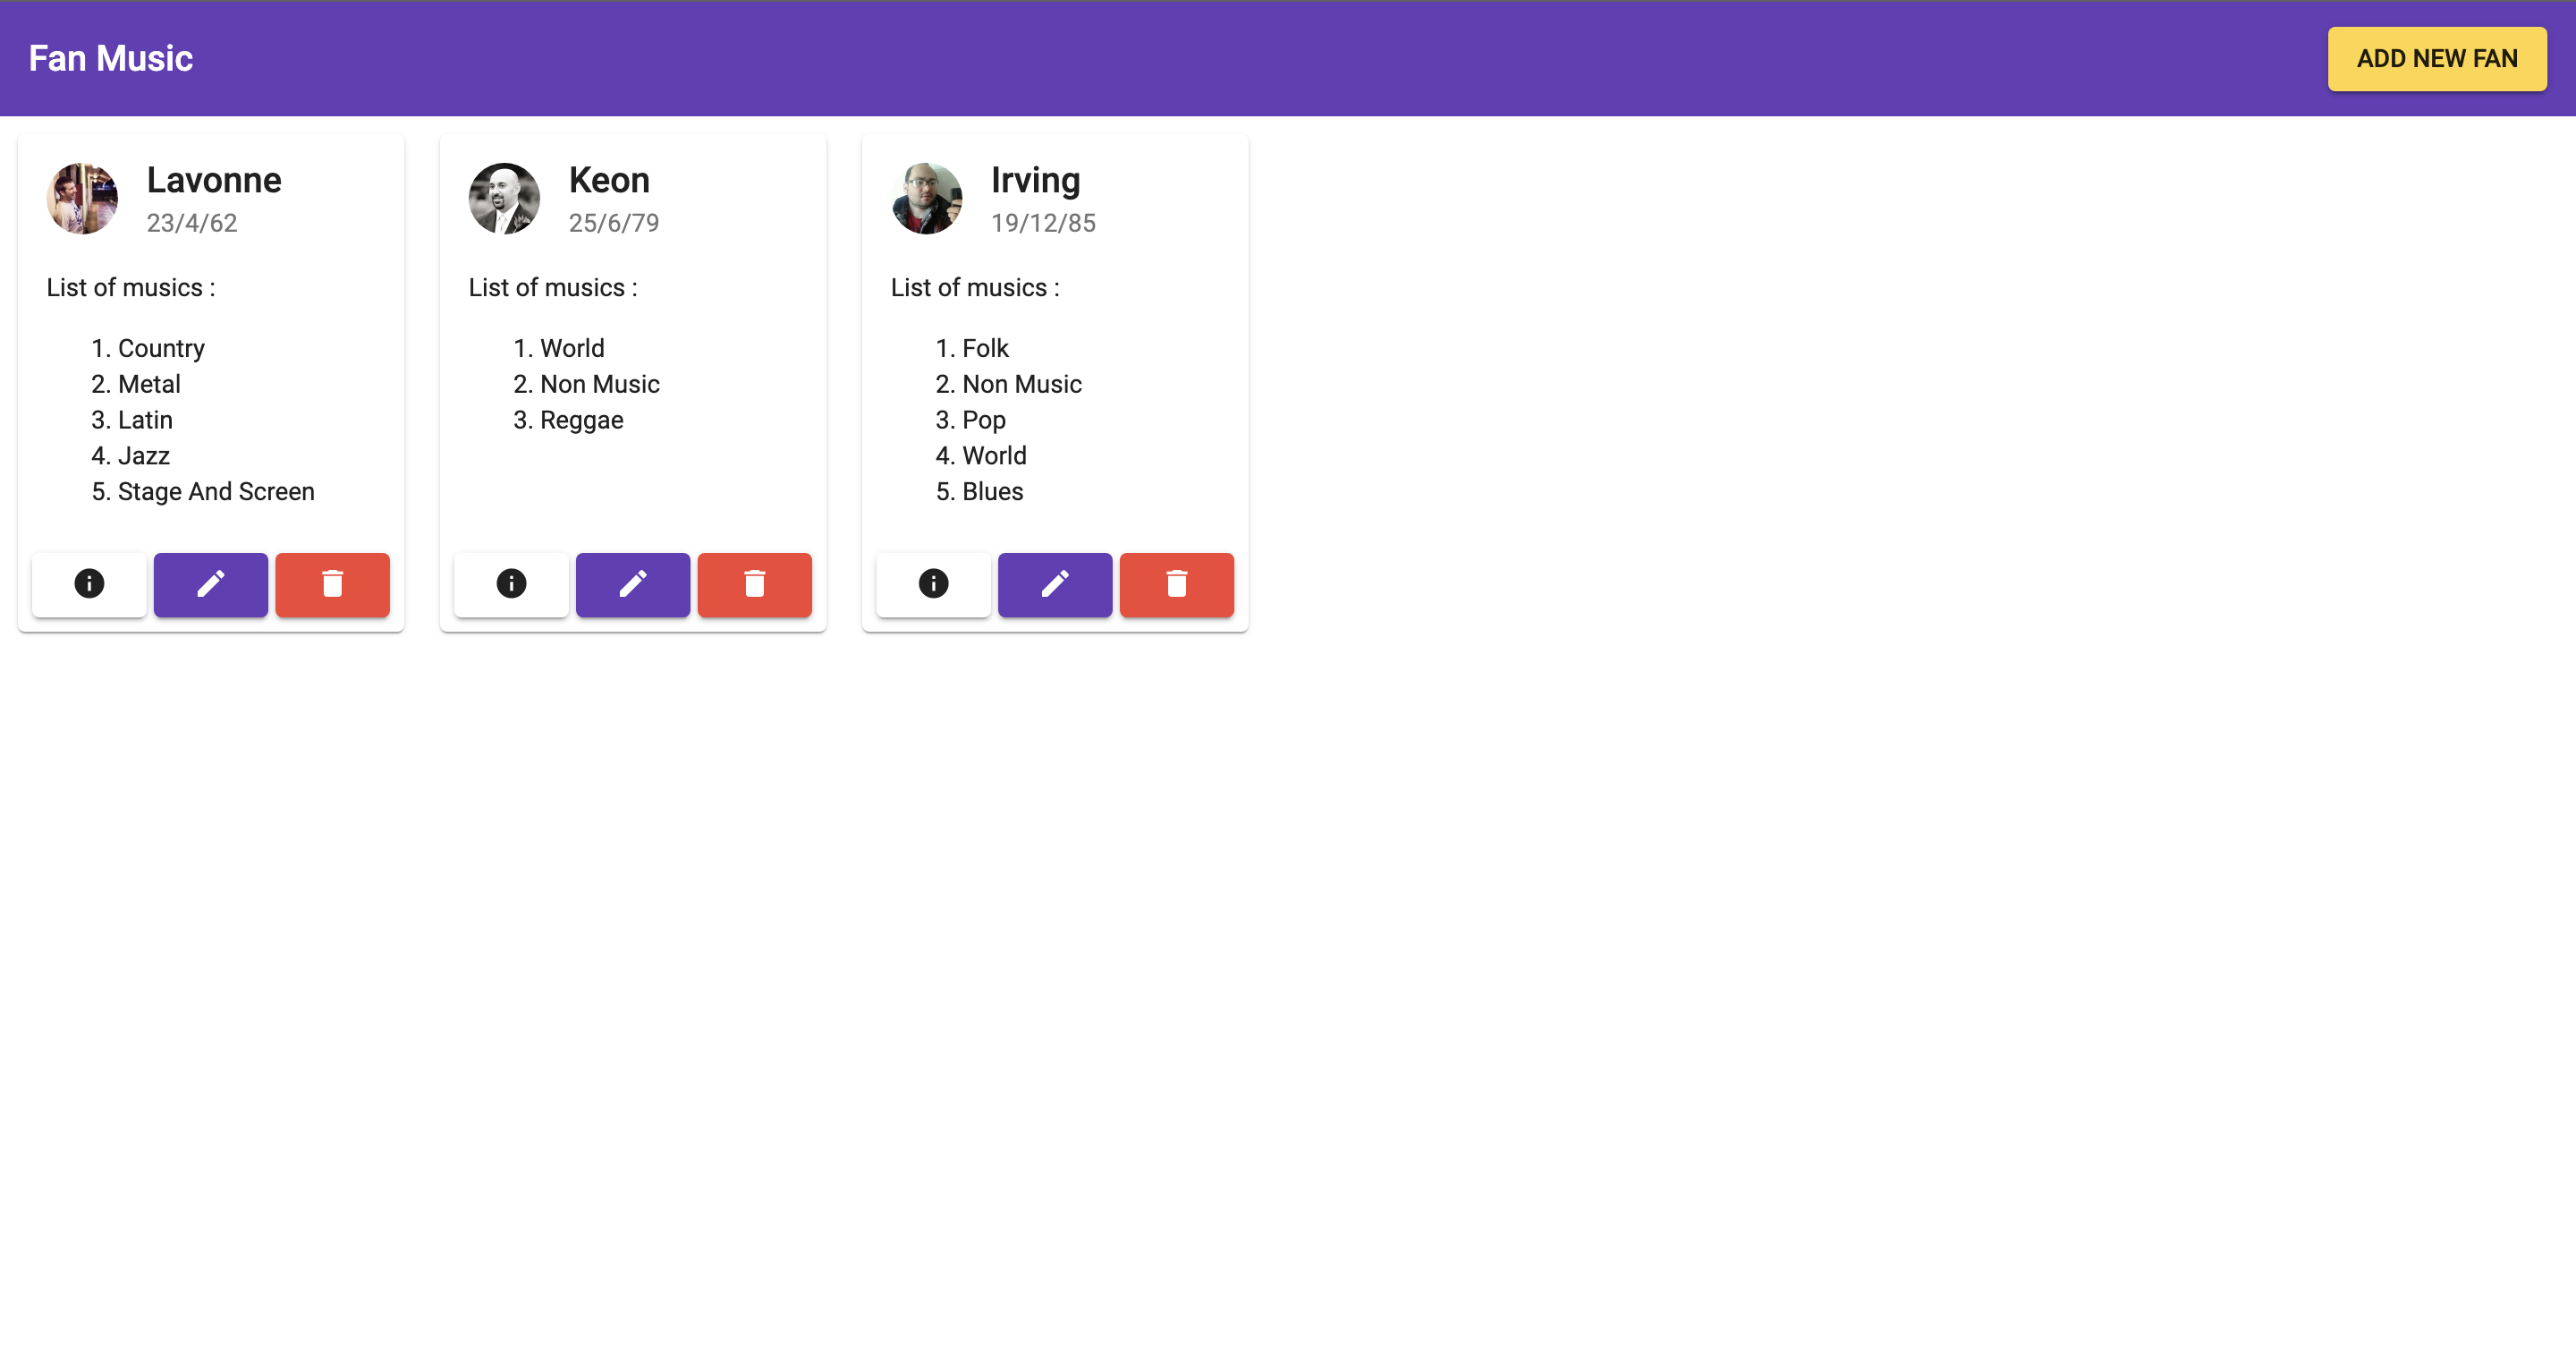 Fan Music
ADD NEW FAN
Lavonne
23/4/62
List of musics :
1. Country
2. Metal
3. Latin
4. Jazz
5. Stage And Screen
Keon
25/6/79
List of musics :
1. World
2. Non Music
3. Reggae
Irving
19/12/85
List of musics :
1. Folk
2. Non Music
3. Pop
4. World
5. Blues